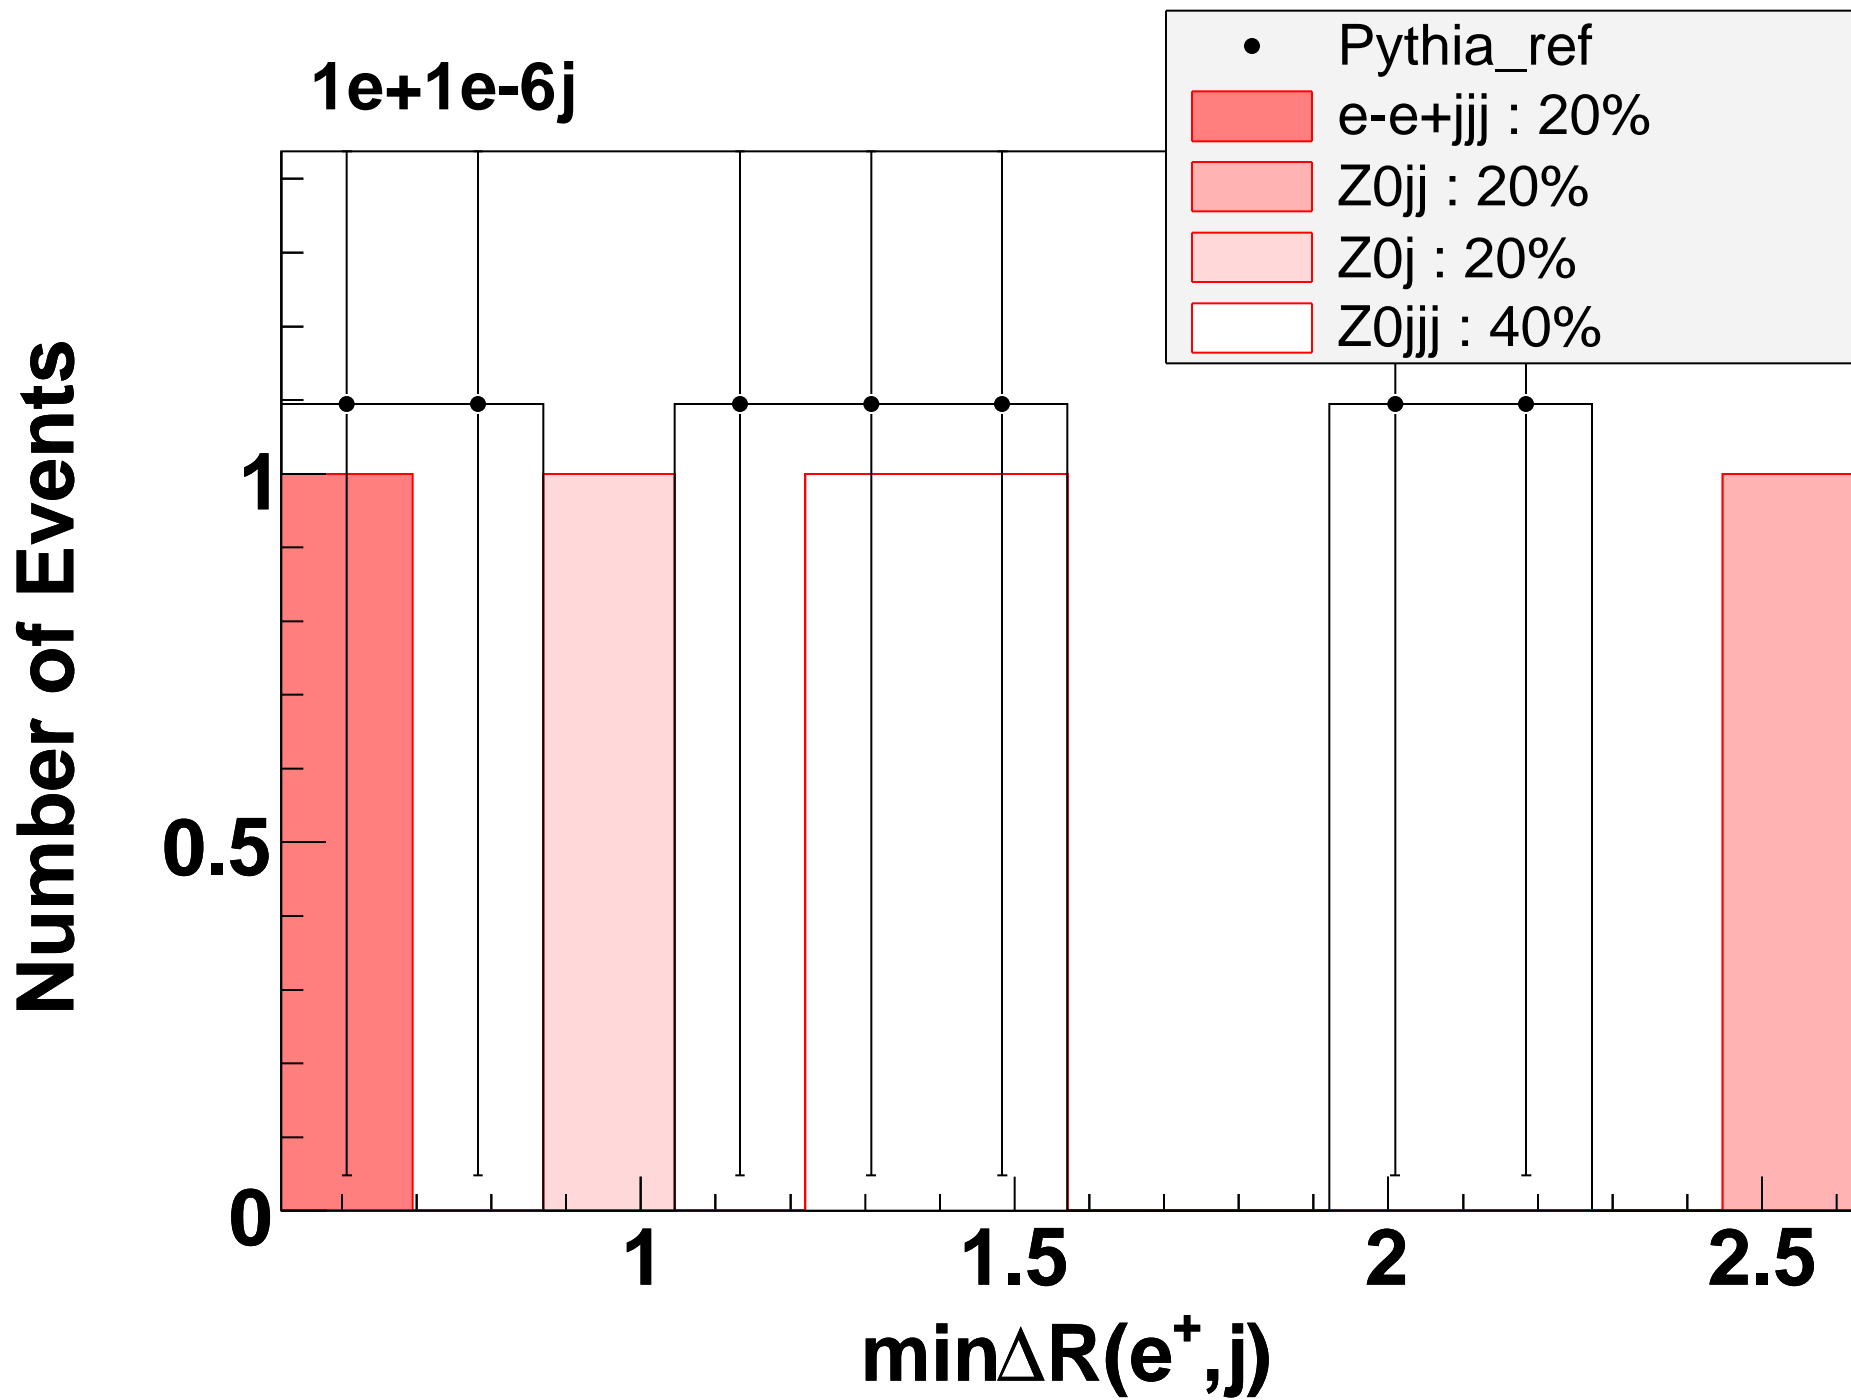 1e+1e-6j
Pythia_ref
e-e+jjj : 20%
Z0jj : 20%
Z0j : 20%
Z0jjj : 40%
Number of Events
1
0.5
0
1 1.5 2 2.5
minΔR(e⁺,j)